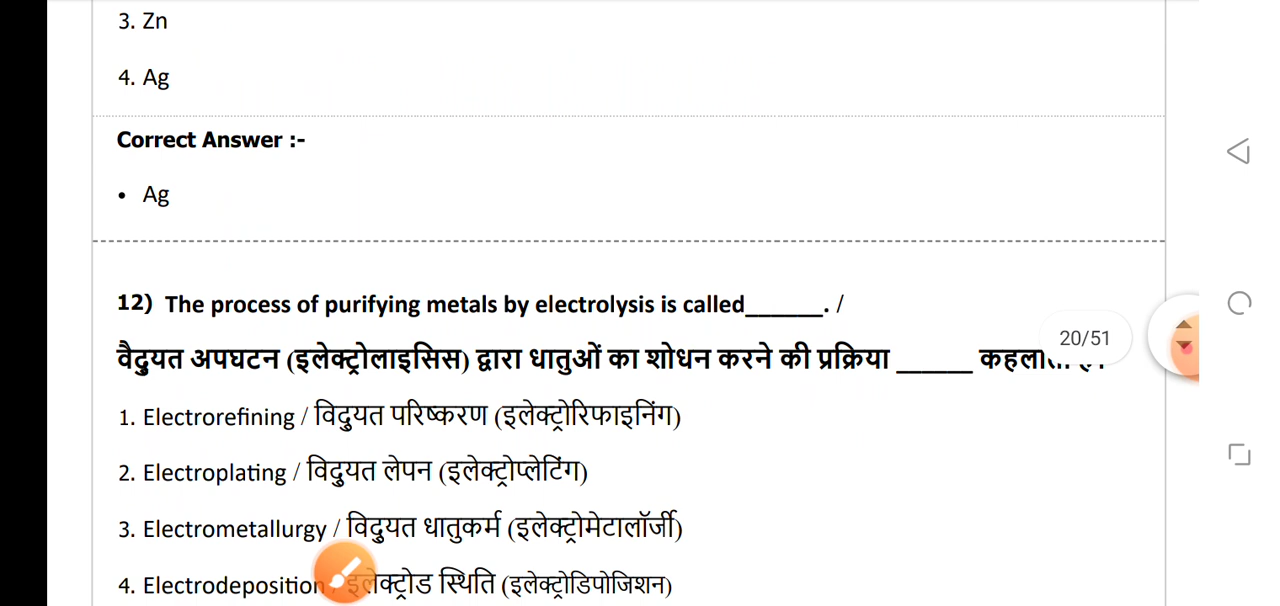 3. Zn
4. Ag
Correct Answer :-
• Ag
12) The process of purifying metals by electrolysis is called______. /
वैद्युत अपघटन (इलेक्ट्रोलाइसिस) द्वारा धातुओं का शोधन करने की प्रक्रिया ______
20/51
1. Electrorefining / विद्युत परिष्करण (इलेक्ट्रोरिफाइनिंग)
2. Electroplating / विद्युत लेपन (इलेक्ट्रोप्लेटिंग)
3. Electrometallurgy / विद्युत धातुकर्म (इलेक्ट्रोमेटालॉर्जी)
4. Electrodeposition / इलेक्ट्रोड स्थिति (इलेक्ट्रोडिपोजिशन)